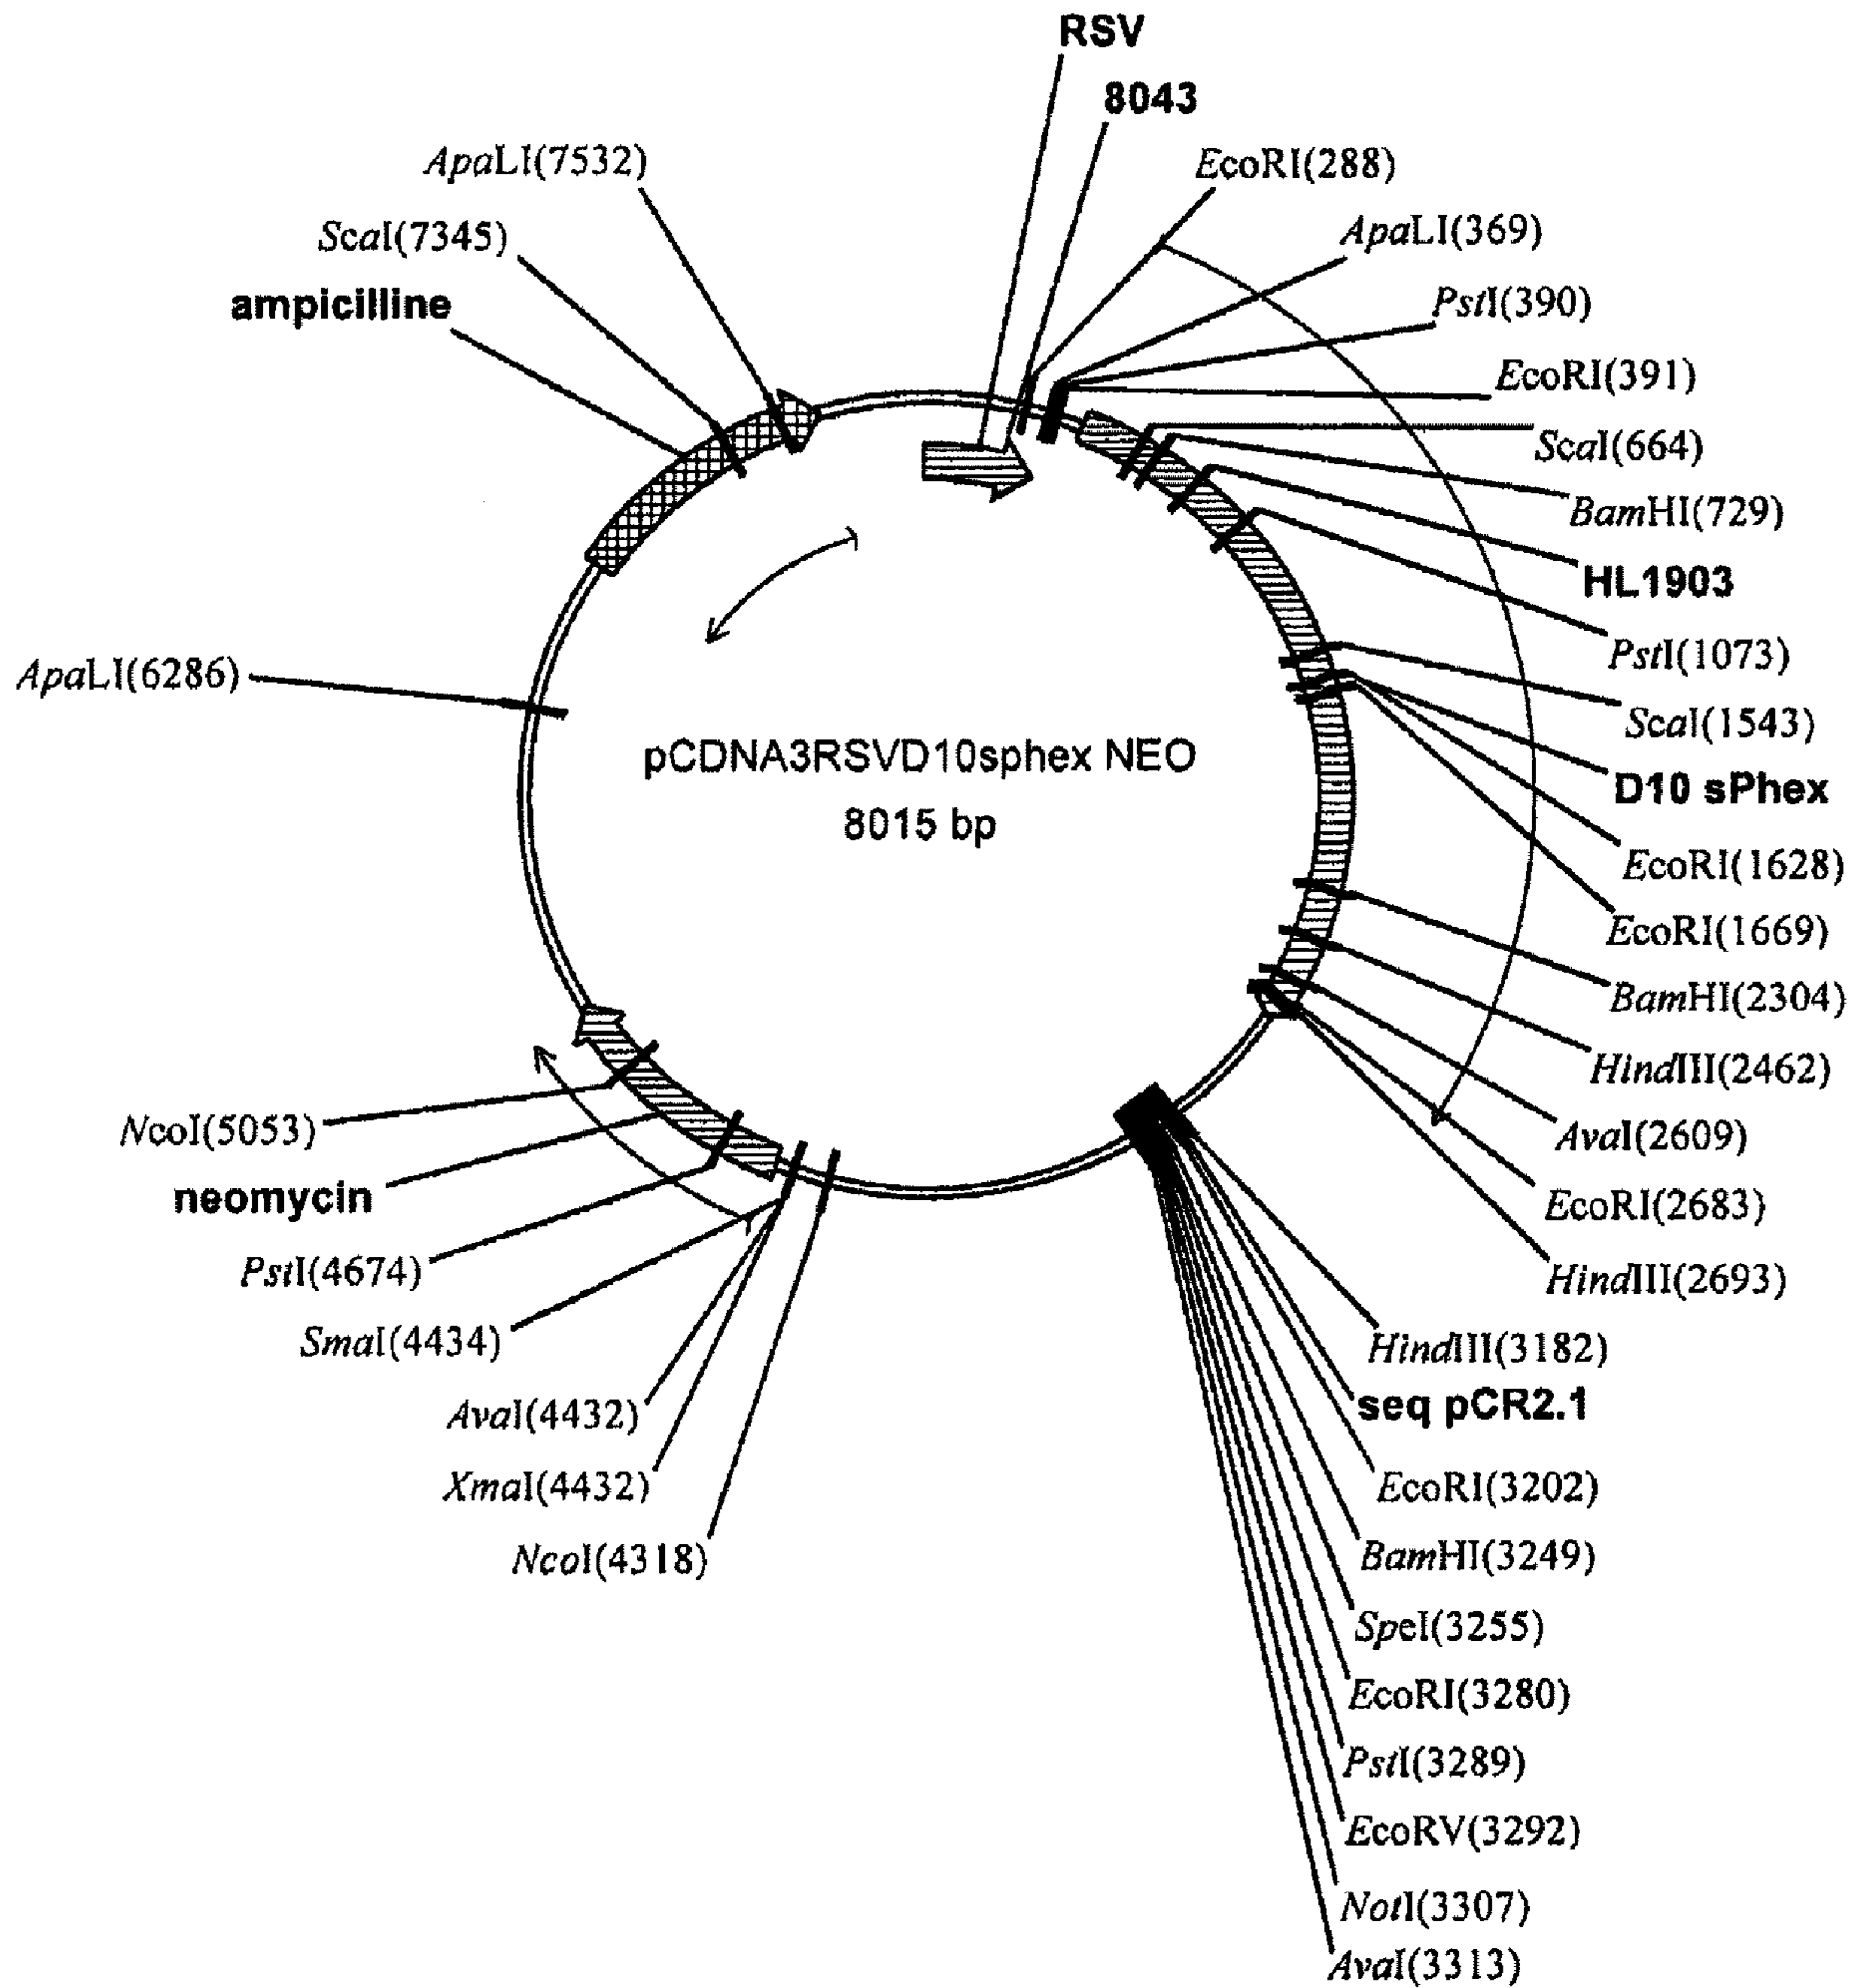 RSV
8043
EcoRI(288)
ApaLI(369)
PstI(390)
EcoRI(391)
ScaI(664)
BamHI(729)
HL1903
PstI(1073)
ScaI(1543)
D10 sPhex
EcoRI(1628)
EcoRI(1669)
BamHI(2304)
HindIII(2462)
AvaI(2609)
EcoRI(2683)
HindIII(2693)
HindIII(3182)
seq pCR2.1
EcoRI(3202)
BamHI(3249)
SpeI(3255)
EcoRI(3280)
PstI(3289)
EcoRV(3292)
NotI(3307)
AvaI(3313)
NcoI(4318)
XmaI(4432)
AvaI(4432)
SmaI(4434)
PstI(4674)
neomycin
NcoI(5053)
ApaLI(6286)
ampicilline
ScaI(7345)
ApaLI(7532)
pCDNA3RSVD10sphex NEO
8015 bp